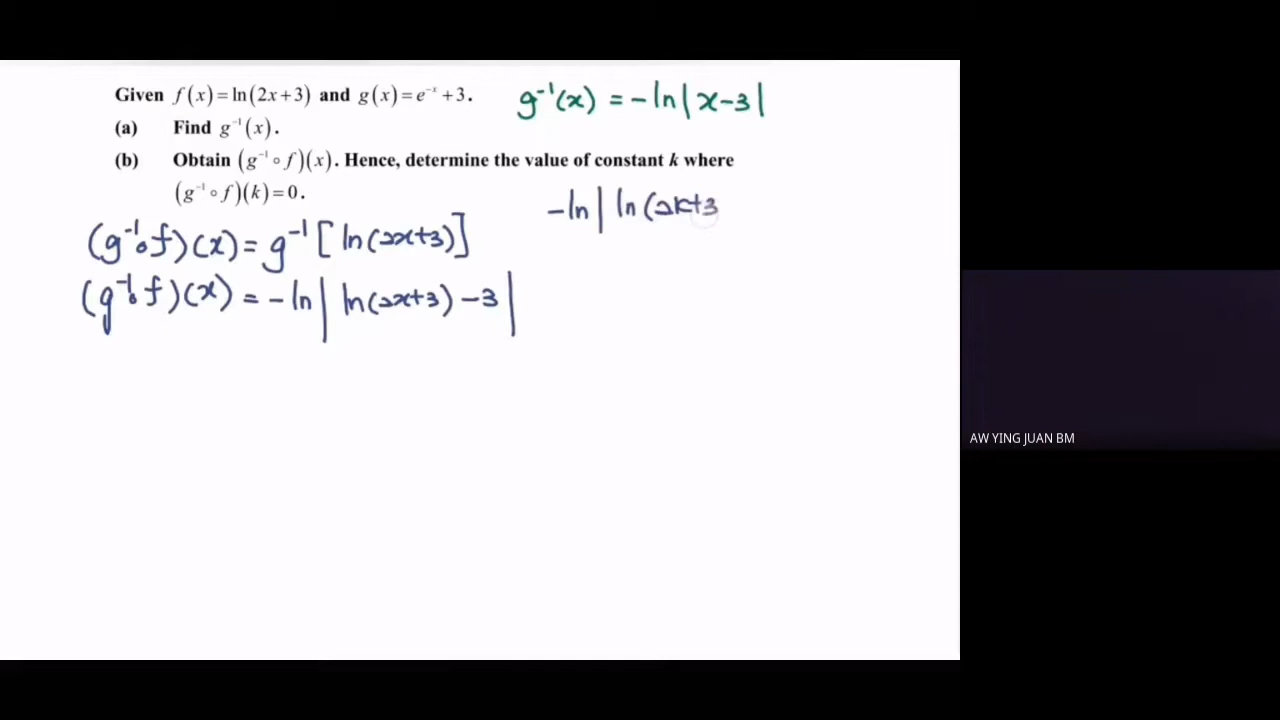 Given f(x)=ln(2x+3) and g(x)=e⁻ˣ+3.
g⁻¹(x) = -ln|x-3|
(a) Find g⁻¹(x).
(b) Obtain (g⁻¹∘f)(x). Hence, determine the value of constant k where
(g⁻¹∘f)(k)=0.
-ln|ln(2k+3
(g⁻¹∘f)(x) = g⁻¹[ln(2x+3)]
(g⁻¹∘f)(x) = -ln|ln(2x+3)-3|
AW YING JUAN BM